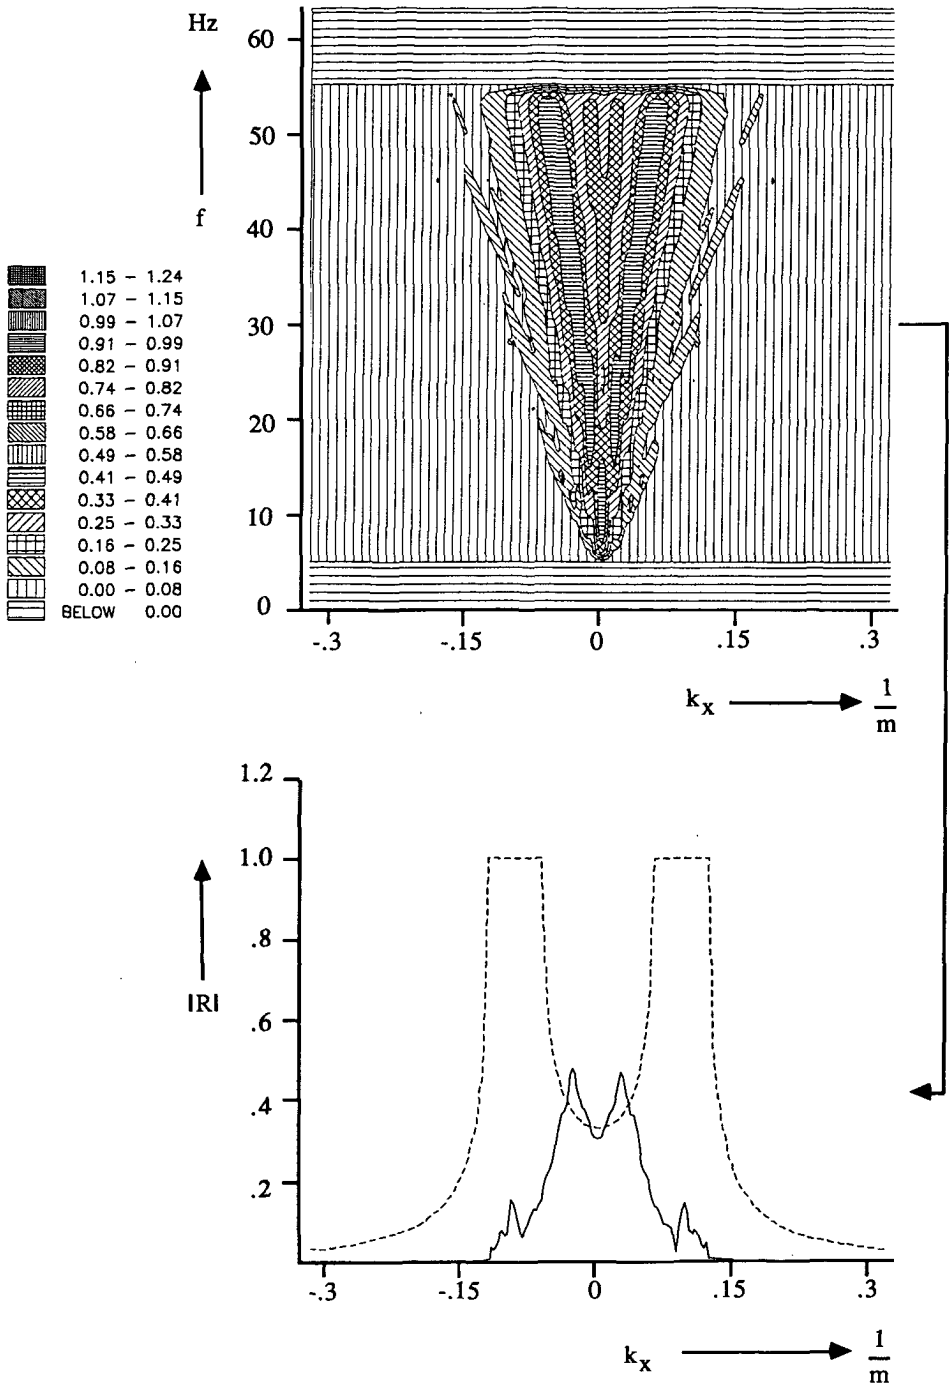 Hz
60
50
f
40
30
20
10
0
1.15 - 1.24
1.07 - 1.15
0.99 - 1.07
0.91 - 0.99
0.82 - 0.91
0.74 - 0.82
0.66 - 0.74
0.58 - 0.66
0.49 - 0.58
0.41 - 0.49
0.33 - 0.41
0.25 - 0.33
0.16 - 0.25
0.08 - 0.16
0.00 - 0.08
BELOW 0.00
-.3 -.15 0 .15 .3
kx 1/m
1.2
1.0
.8
|R|
.6
.4
.2
-.3 -.15 0 .15 .3
kx 1/m